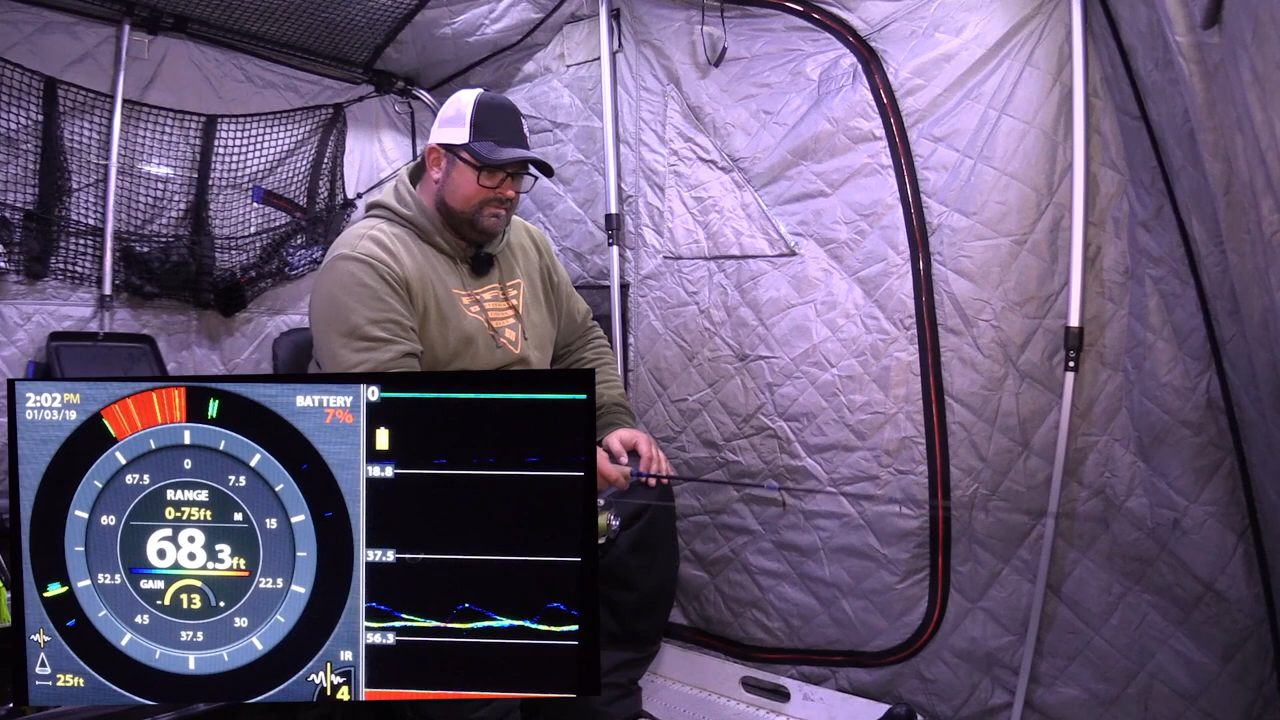 2:02 PM
01/03/19
BATTERY
7%
0
7.5
15
22.5
30
37.5
45
52.5
60
67.5
RANGE
0-75ft
M
68.3ft
GAIN
- 13 +
25ft
IR
4
0
18.8
37.5
56.3